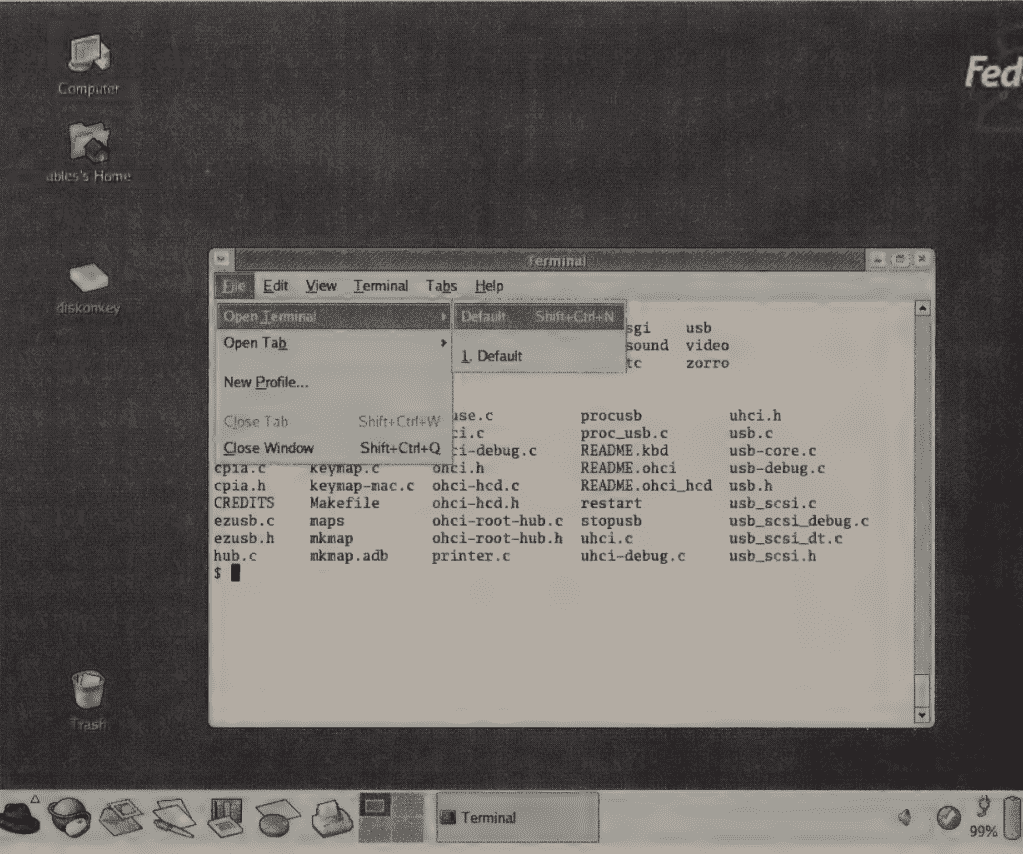 Computer
Fed
ables's Home
diskonkey
Terminal
File Edit View Terminal Tabs Help
Open Terminal Default Shift+Ctrl+N
sgi usb
Open Tab
sound video
1. Default
tc zorro
New Profile...
use.c procusb uhci.h
Close Tab Shift+Ctrl+W
ci.c proc_usb.c usb.c
Close Window Shift+Ctrl+Q
ci-debug.c README.kbd usb-core.c
cpia.c keymap.c ohci.h README.ohci usb-debug.c
cpia.h keymap-mac.c ohci-hcd.c README.ohci_hcd usb.h
CREDITS Makefile ohci-hcd.h restart usb_scsi.c
ezusb.c maps ohci-root-hub.c stopusb usb_scsi_debug.c
ezusb.h mkmap ohci-root-hub.h uhci.c usb_scsi_dt.c
hub.c mkmap.adb printer.c uhci-debug.c usb_scsi.h
$
Trash
Terminal
99%